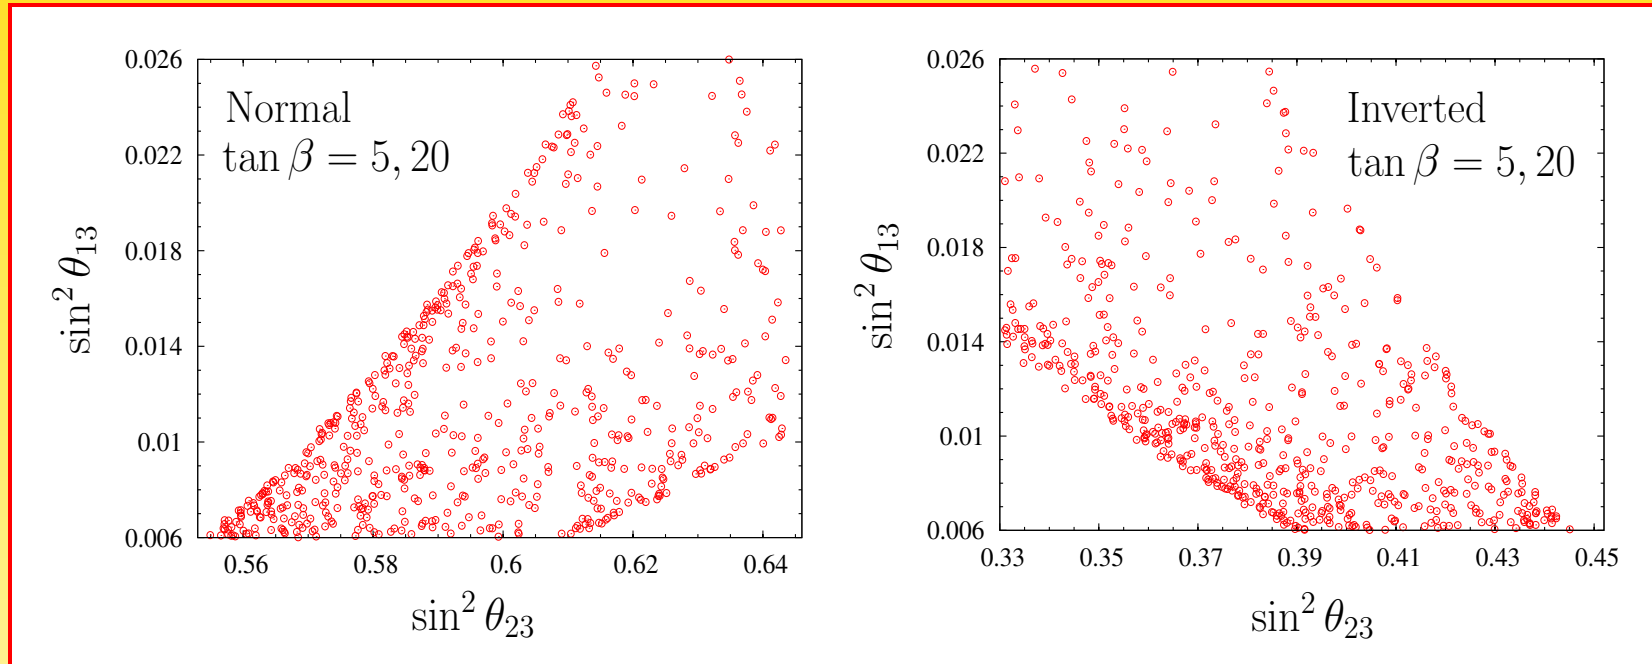 0.026
0.022
0.018
0.014
0.01
0.006
sin² θ₁₃
Normal
tan β = 5, 20
0.56 0.58 0.6 0.62 0.64
sin² θ₂₃
0.026
0.022
0.018
0.014
0.01
0.006
sin² θ₁₃
Inverted
tan β = 5, 20
0.33 0.35 0.37 0.39 0.41 0.43 0.45
sin² θ₂₃